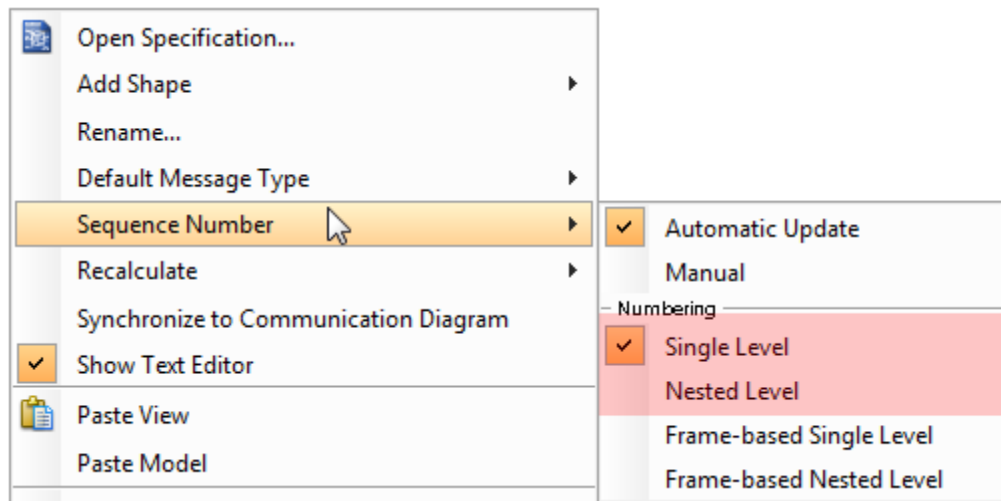 Open Specification...
Add Shape
Rename...
Default Message Type
Sequence Number
Recalculate
Synchronize to Communication Diagram
Show Text Editor
Paste View
Paste Model
Automatic Update
Manual
Numbering
Single Level
Nested Level
Frame-based Single Level
Frame-based Nested Level